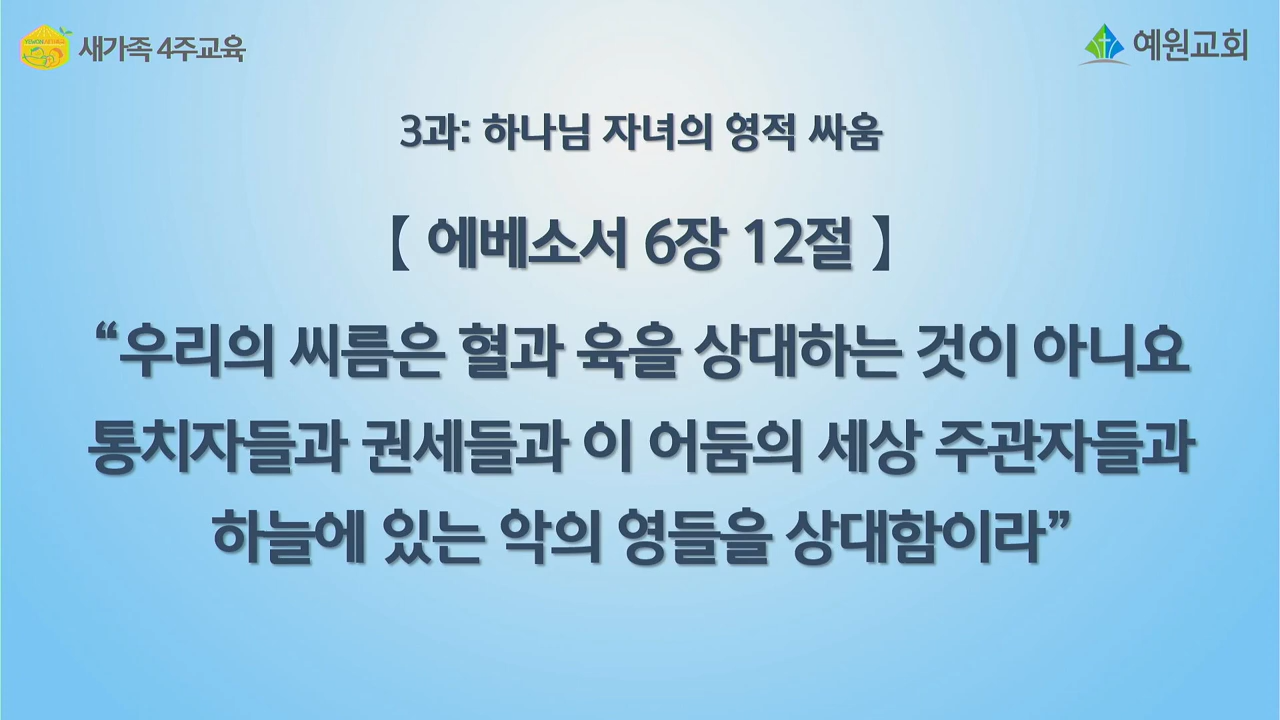 새가족 4주교육
예원교회
3과: 하나님 자녀의 영적 싸움
【 에베소서 6장 12절 】
“우리의 씨름은 혈과 육을 상대하는 것이 아니요
통치자들과 권세들과 이 어둠의 세상 주관자들과
하늘에 있는 악의 영들을 상대함이라”